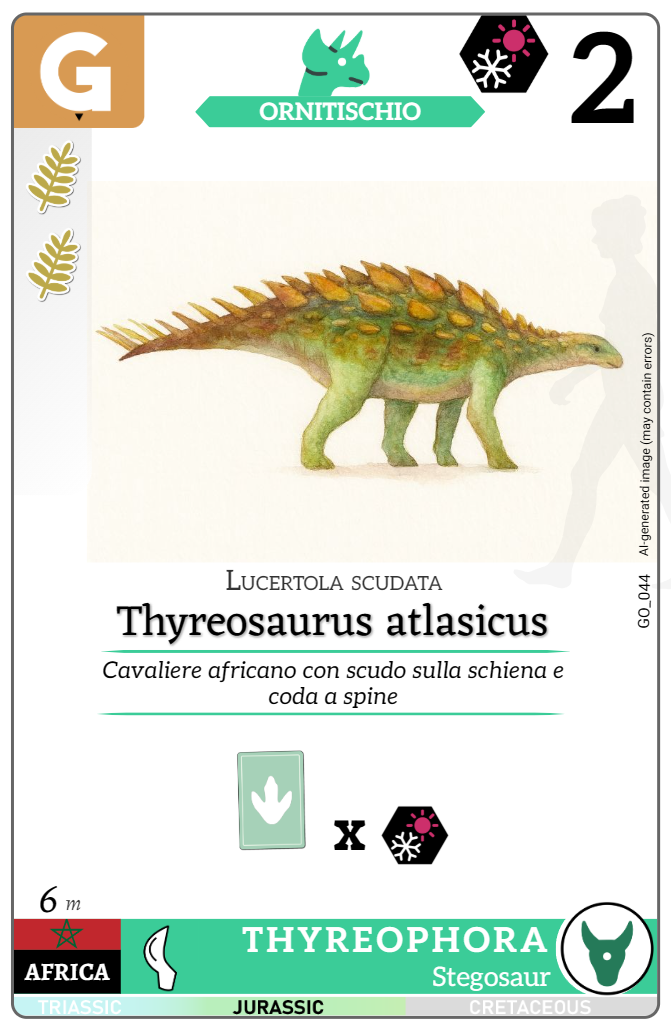 G
ORNITISCHIO
2
AI-generated image (may contain errors)
GO_044
Lucertola scudata
Thyreosaurus atlasicus
Cavaliere africano con scudo sulla schiena e
coda a spine
x
6 m
AFRICA
THYREOPHORA
Stegosaur
TRIASSIC JURASSIC CRETACEOUS